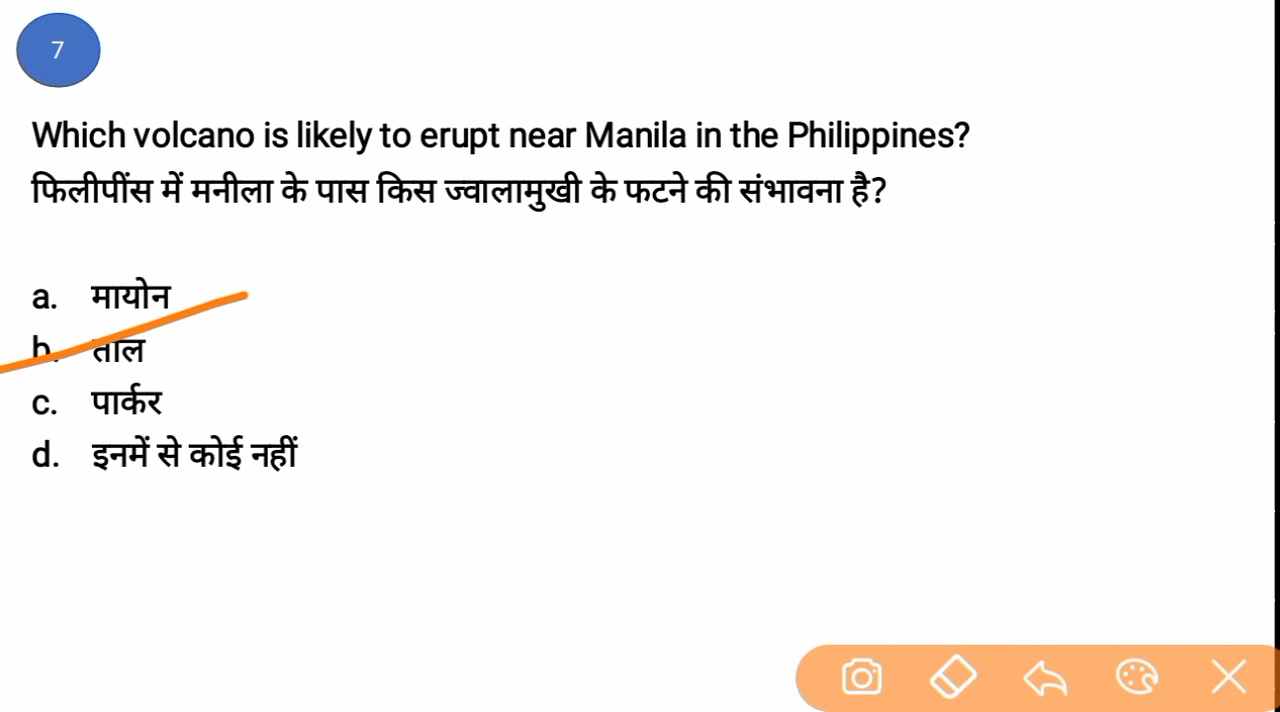 7
Which volcano is likely to erupt near Manila in the Philippines?
फिलीपींस में मनीला के पास किस ज्वालामुखी के फटने की संभावना है?
a. मायोन
b. ताल
c. पार्कर
d. इनमें से कोई नहीं